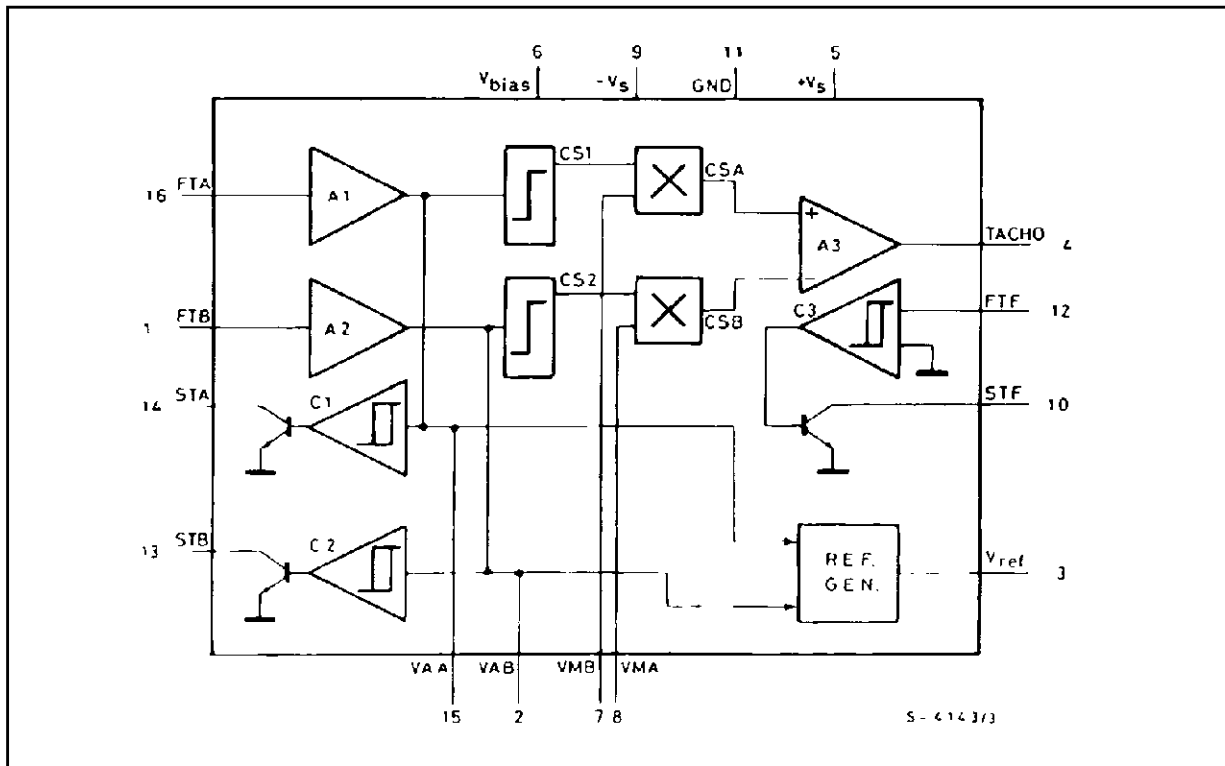 6 9 11 5
Vbias -Vs GND +Vs
CS1
CSA
16 FTA A1
+
A3 TACHO 4
CS2
1 FTB A2
CSB
C3 FTF 12
14 STA C1
STF 10
13 STB C2
REF. GEN. Vref 3
VAA VAB VMB VMA
15 2 7 8
S-4143/3